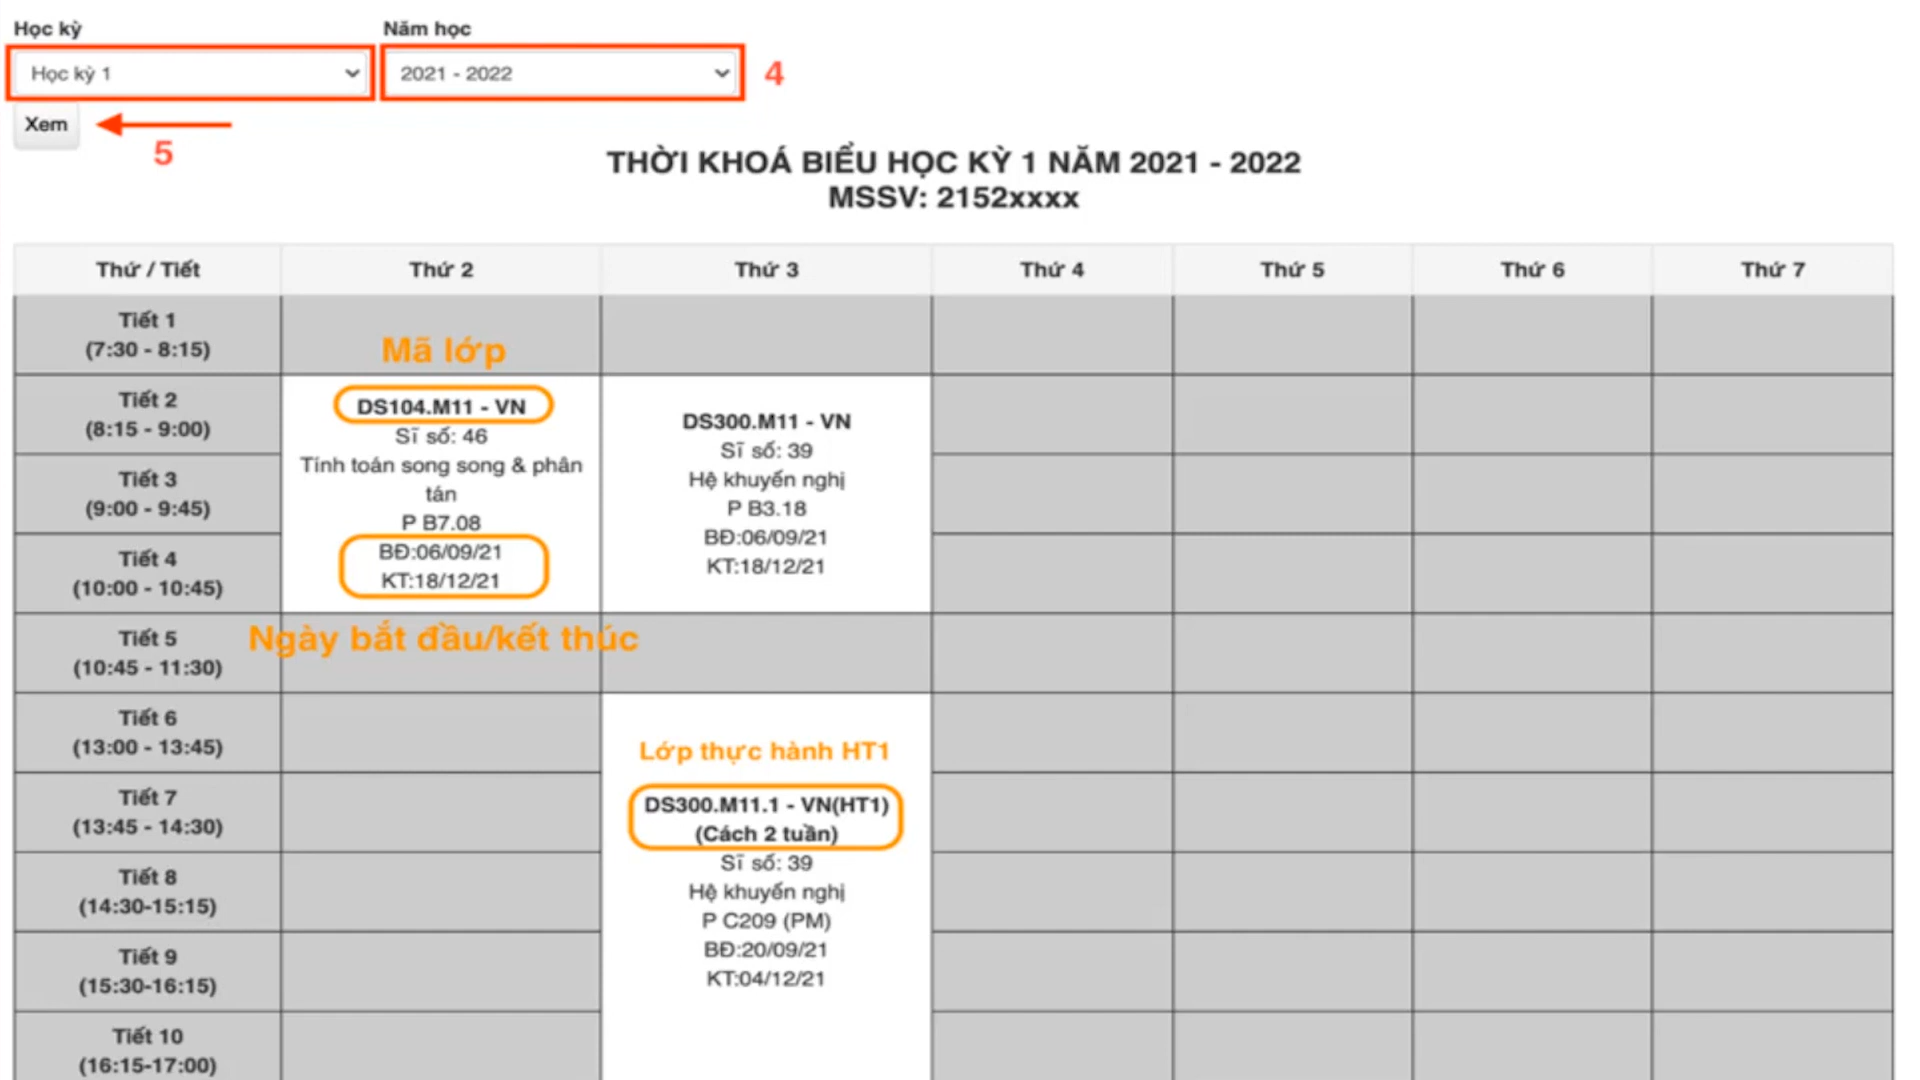 Học kỳ
Năm học
Học kỳ 1
2021 - 2022
4
Xem
5
THỜI KHOÁ BIỂU HỌC KỲ 1 NĂM 2021 - 2022
MSSV: 2152xxxx
Thứ / Tiết
Thứ 2
Thứ 3
Thứ 4
Thứ 5
Thứ 6
Thứ 7
Tiết 1
(7:30 - 8:15)
Mã lớp
Tiết 2
(8:15 - 9:00)
Tiết 3
(9:00 - 9:45)
Tiết 4
(10:00 - 10:45)
DS104.M11 - VN
Sĩ số: 46
Tính toán song song & phân
tán
P B7.08
BĐ:06/09/21
KT:18/12/21
DS300.M11 - VN
Sĩ số: 39
Hệ khuyến nghị
P B3.18
BĐ:06/09/21
KT:18/12/21
Tiết 5
(10:45 - 11:30)
Ngày bắt đầu/kết thúc
Tiết 6
(13:00 - 13:45)
Tiết 7
(13:45 - 14:30)
Tiết 8
(14:30-15:15)
Tiết 9
(15:30-16:15)
Tiết 10
(16:15-17:00)
Lớp thực hành HT1
DS300.M11.1 - VN(HT1)
(Cách 2 tuần)
Sĩ số: 39
Hệ khuyến nghị
P C209 (PM)
BĐ:20/09/21
KT:04/12/21